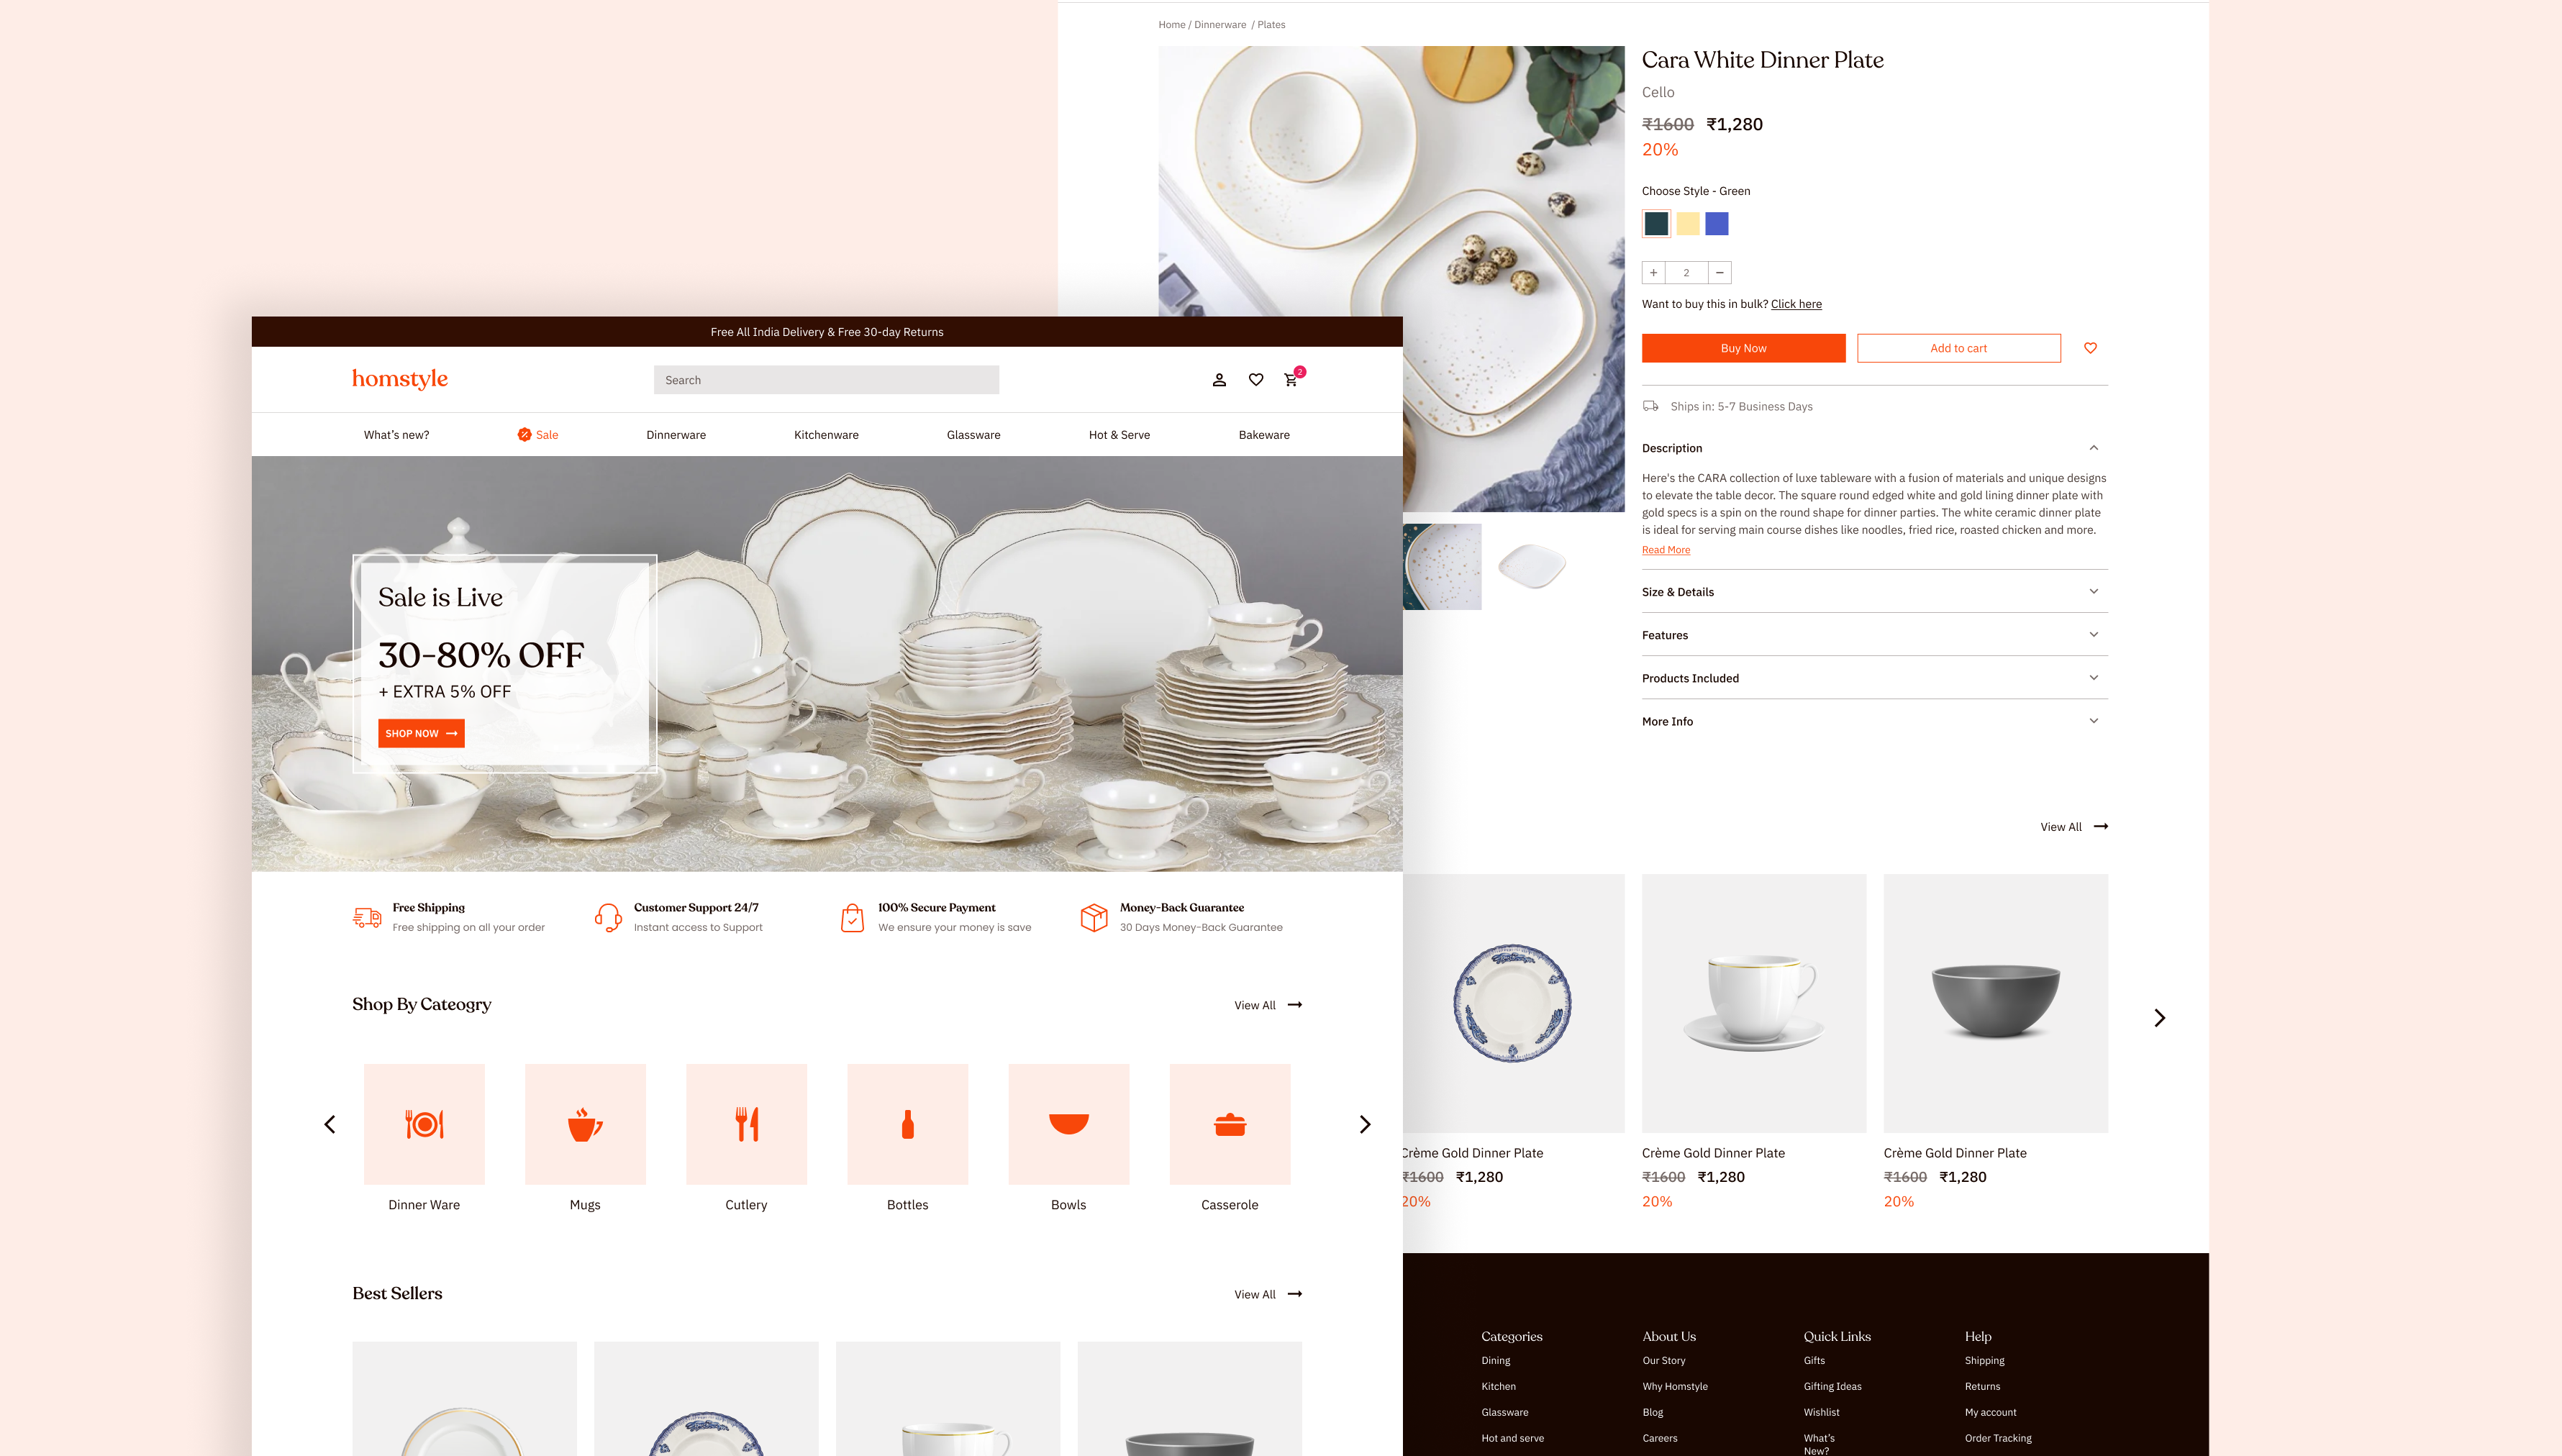 Home / Dinnerware / Plates
Cara White Dinner Plate
Cello
₹1600 ₹1,280
20%
Choose Style - Green
+ 2 −
Want to buy this in bulk? Click here
Buy Now
Add to cart
Ships in: 5-7 Business Days
Description
Here's the CARA collection of luxe tableware with a fusion of materials and unique designs
to elevate the table decor. The square round edged white and gold lining dinner plate with
gold specs is a spin on the round shape for dinner parties. The white ceramic dinner plate
is ideal for serving main course dishes like noodles, fried rice, roasted chicken and more.
Read More
Size & Details
Features
Products Included
More Info
View All
Crème Gold Dinner Plate
₹1600 ₹1,280
20%
Crème Gold Dinner Plate
₹1600 ₹1,280
20%
Crème Gold Dinner Plate
₹1600 ₹1,280
20%
Categories
Dining
Kitchen
Glassware
Hot and serve
About Us
Our Story
Why Homstyle
Blog
Careers
Quick Links
Gifts
Gifting Ideas
Wishlist
What's
New?
Help
Shipping
Returns
My account
Order Tracking
Free All India Delivery & Free 30-day Returns
homstyle
Search
2
What's new?
Sale
Dinnerware
Kitchenware
Glassware
Hot & Serve
Bakeware
Sale is Live
30-80% OFF
+ EXTRA 5% OFF
SHOP NOW
Free Shipping
Free shipping on all your order
Customer Support 24/7
Instant access to Support
100% Secure Payment
We ensure your money is save
Money-Back Guarantee
30 Days Money-Back Guarantee
Shop By Cateogry
View All
Dinner Ware
Mugs
Cutlery
Bottles
Bowls
Casserole
Best Sellers
View All